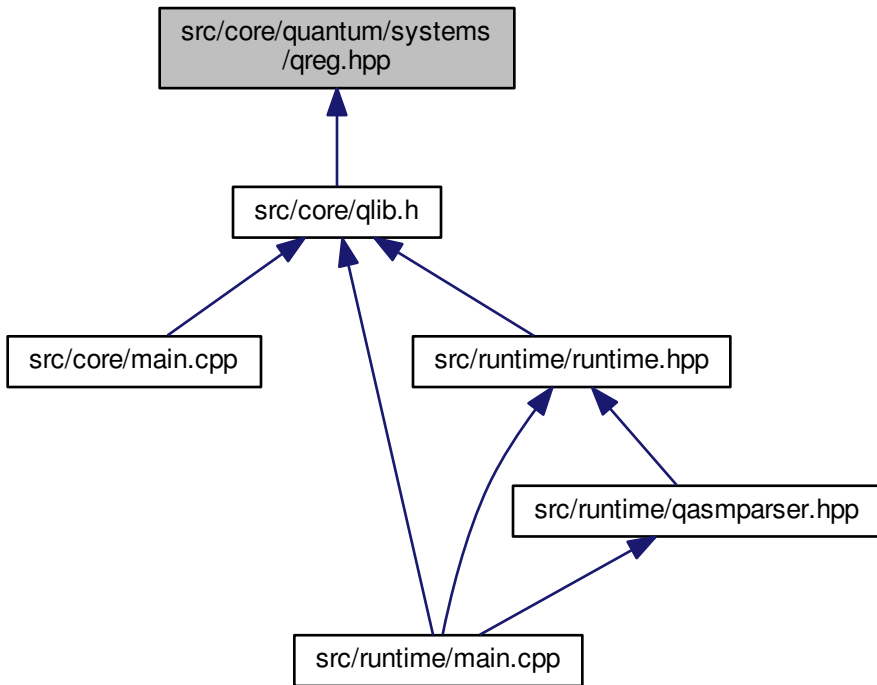 src/core/quantum/systems
/qreg.hpp
src/core/qlib.h
src/core/main.cpp
src/runtime/runtime.hpp
src/runtime/qasmparser.hpp
src/runtime/main.cpp